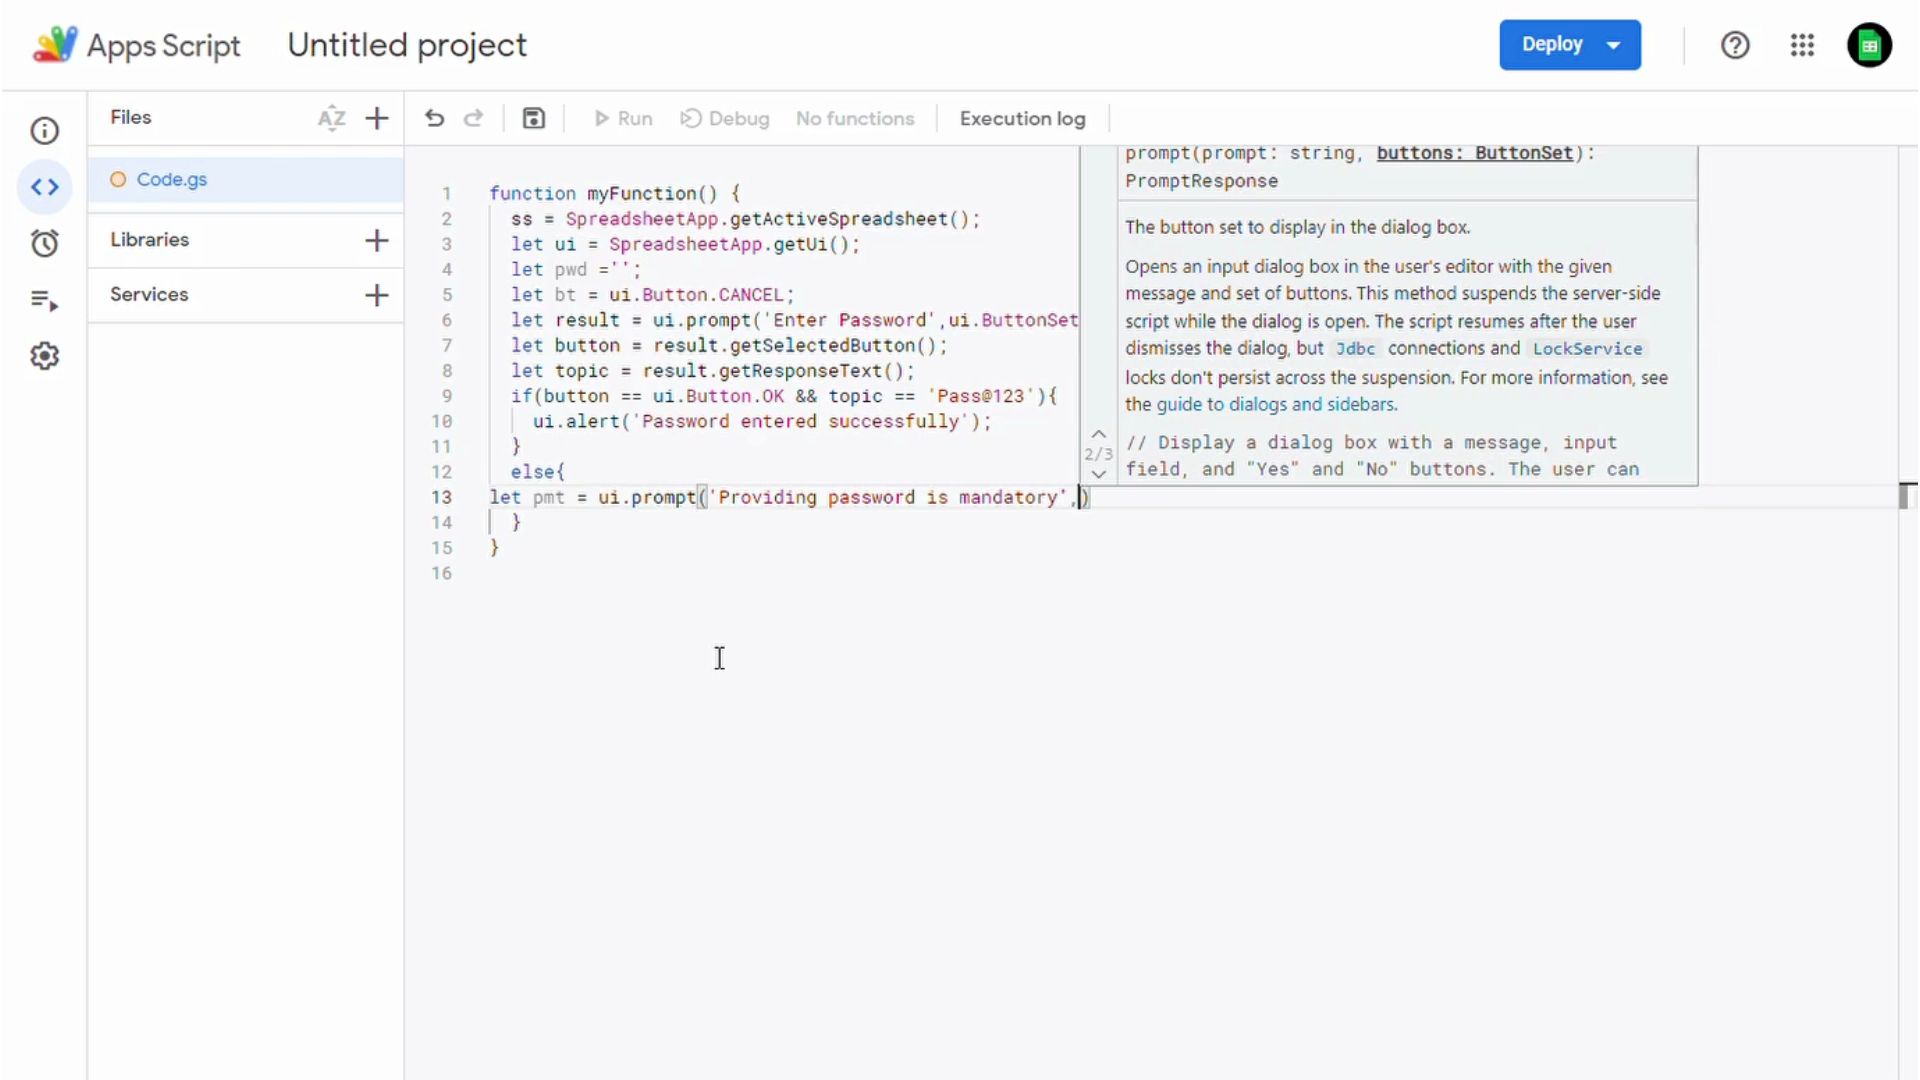 Apps Script
Untitled project
Deploy
Files
AZ
Run
Debug
No functions
Execution log
Code.gs
Libraries
Services
1 function myFunction() {
2 ss = SpreadsheetApp.getActiveSpreadsheet();
3 let ui = SpreadsheetApp.getUi();
4 let pwd ='';
5 let bt = ui.Button.CANCEL;
6 let result = ui.prompt('Enter Password',ui.ButtonSet
7 let button = result.getSelectedButton();
8 let topic = result.getResponseText();
9 if(button == ui.Button.OK && topic == 'Pass@123'){
10 ui.alert('Password entered successfully');
11 }
12 else{
13 let pmt = ui.prompt('Providing password is mandatory',)
14 }
15 }
16
prompt(prompt: string, buttons: ButtonSet):
PromptResponse
The button set to display in the dialog box.
Opens an input dialog box in the user's editor with the given
message and set of buttons. This method suspends the server-side
script while the dialog is open. The script resumes after the user
dismisses the dialog, but Jdbc connections and LockService
locks don't persist across the suspension. For more information, see
the guide to dialogs and sidebars.
2/3
// Display a dialog box with a message, input
field, and "Yes" and "No" buttons. The user can